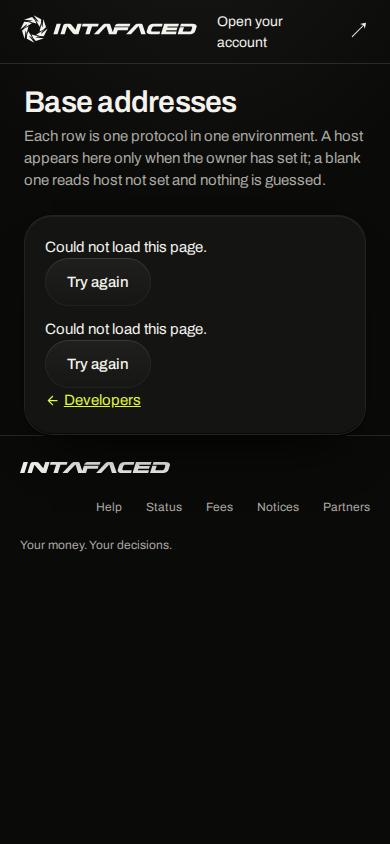 INTAFACED
Open your
account
Base addresses
Each row is one protocol in one environment. A host
appears here only when the owner has set it; a blank
one reads host not set and nothing is guessed.
Could not load this page.
Try again
Could not load this page.
Try again
← Developers
INTAFACED
Help Status Fees Notices Partners
Your money. Your decisions.